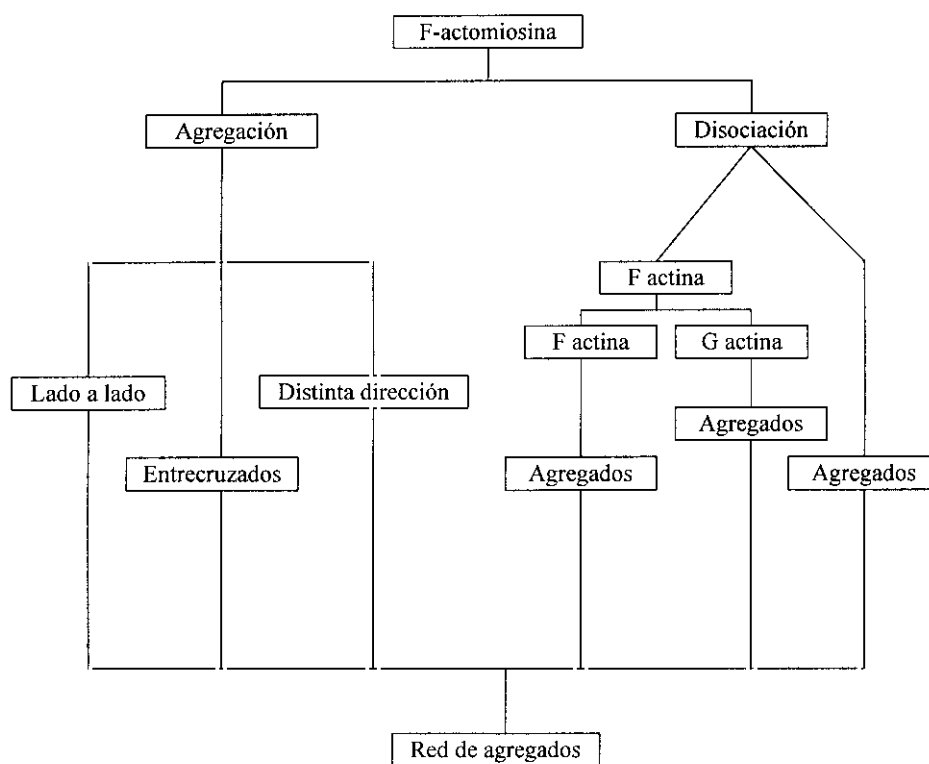 F-actomiosina
Agregación
Disociación
F actina
F actina
G actina
Lado a lado
Distinta dirección
Agregados
Entrecruzados
Agregados
Agregados
Red de agregados